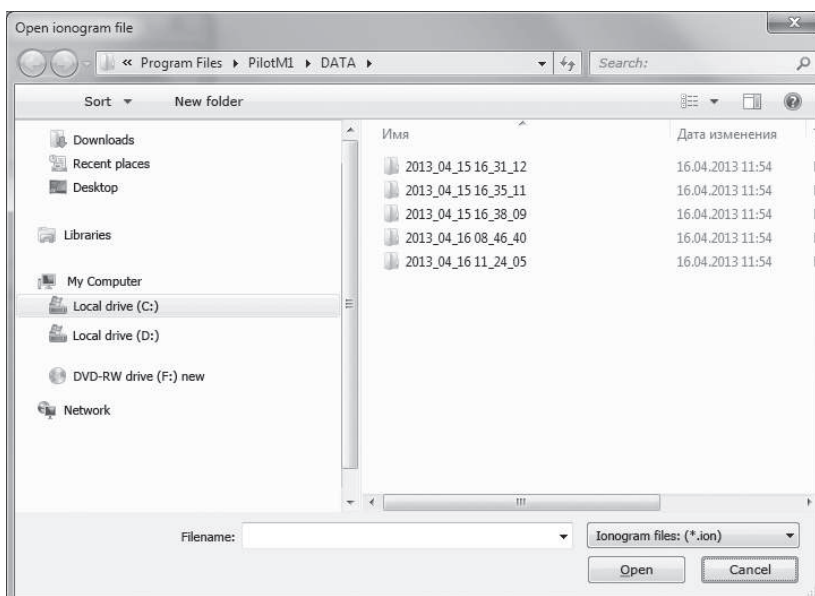 Open ionogram file
« Program Files ▸ PilotM1 ▸ DATA ▸
Search:
Sort
New folder
Downloads
Recent places
Desktop
Libraries
My Computer
Local drive (C:)
Local drive (D:)
DVD-RW drive (F:) new
Network
Имя
Дата изменения
2013_04_15 16_31_12
16.04.2013 11:54
2013_04_15 16_35_11
16.04.2013 11:54
2013_04_15 16_38_09
16.04.2013 11:54
2013_04_16 08_46_40
16.04.2013 11:54
2013_04_16 11_24_05
16.04.2013 11:54
Filename:
Ionogram files: (*.ion)
Open
Cancel